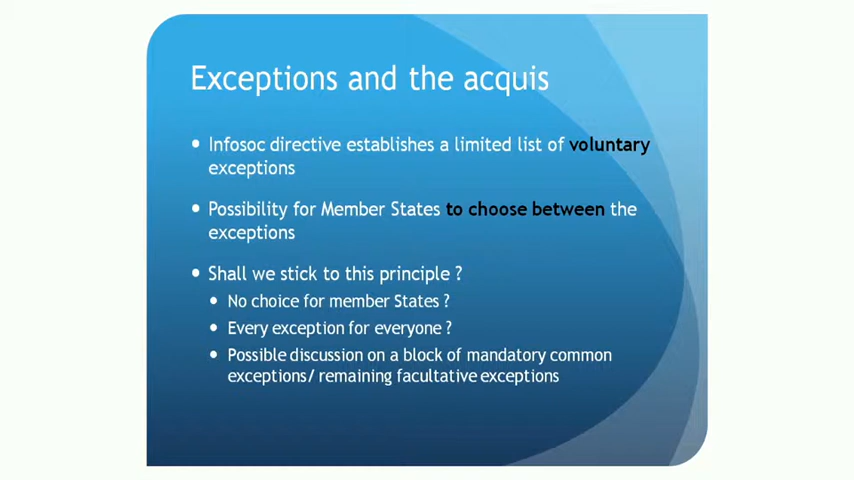 Exceptions and the acquis
• Infosoc directive establishes a limited list of voluntary
exceptions
• Possibility for Member States to choose between the
exceptions
• Shall we stick to this principle ?
• No choice for member States ?
• Every exception for everyone ?
• Possible discussion on a block of mandatory common
exceptions/ remaining facultative exceptions